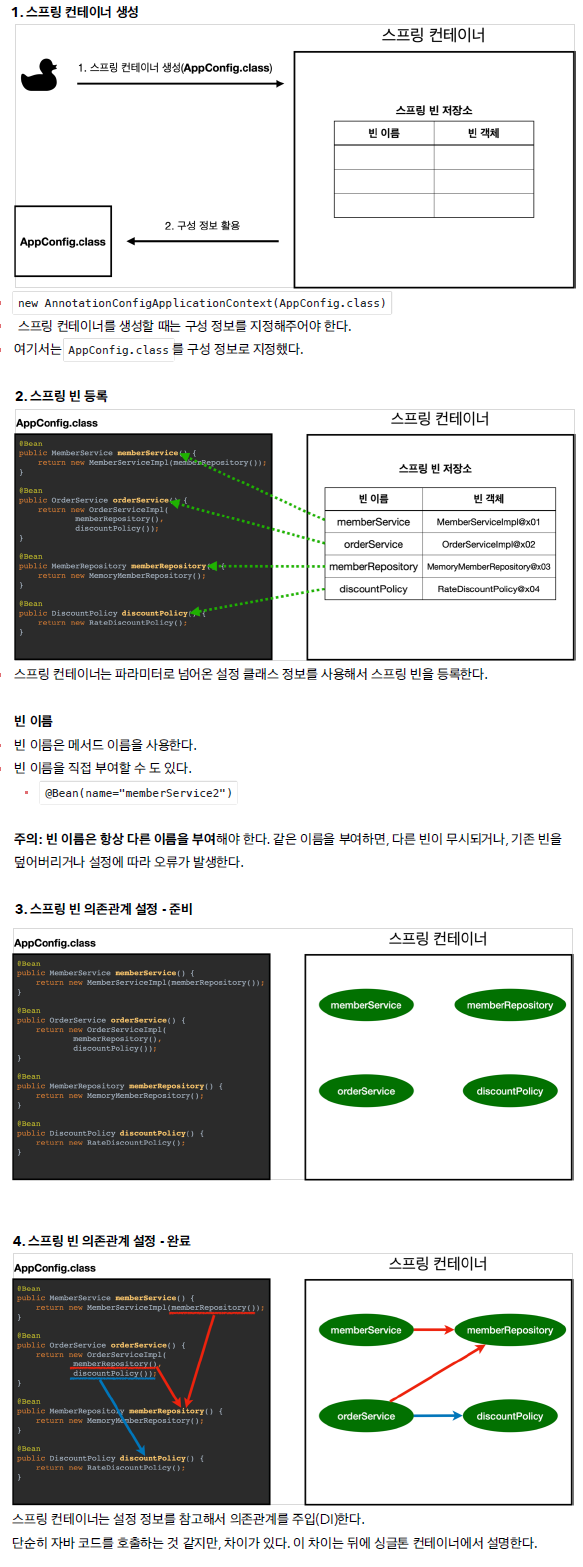 1. 스프링 컨테이너 생성
스프링 컨테이너
1. 스프링 컨테이너 생성(AppConfig.class)
스프링 빈 저장소
빈 이름
빈 객체
2. 구성 정보 활용
AppConfig.class
new AnnotationConfigApplicationContext(AppConfig.class)
스프링 컨테이너를 생성할 때는 구성 정보를 지정해주어야 한다.
여기서는 AppConfig.class 를 구성 정보로 지정했다.
2. 스프링 빈 등록
AppConfig.class
@Bean
public MemberService memberService() {
return new MemberServiceImpl(memberRepository());
}
@Bean
public OrderService orderService() {
return new OrderServiceImpl(
memberRepository(),
discountPolicy());
}
@Bean
public MemberRepository memberRepository() {
return new MemoryMemberRepository();
}
@Bean
public DiscountPolicy discountPolicy() {
return new RateDiscountPolicy();
}
스프링 컨테이너
스프링 빈 저장소
빈 이름 빈 객체
memberService MemberServiceImpl@x01
orderService OrderServiceImpl@x02
memberRepository MemoryMemberRepository@x03
discountPolicy RateDiscountPolicy@x04
스프링 컨테이너는 파라미터로 넘어온 설정 클래스 정보를 사용해서 스프링 빈을 등록한다.
빈 이름
빈 이름은 메서드 이름을 사용한다.
빈 이름을 직접 부여할 수 도 있다.
@Bean(name="memberService2")
주의: 빈 이름은 항상 다른 이름을 부여해야 한다. 같은 이름을 부여하면, 다른 빈이 무시되거나, 기존 빈을
덮어버리거나 설정에 따라 오류가 발생한다.
3. 스프링 빈 의존관계 설정 - 준비
AppConfig.class
@Bean
public MemberService memberService() {
return new MemberServiceImpl(memberRepository());
}
@Bean
public OrderService orderService() {
return new OrderServiceImpl(
memberRepository(),
discountPolicy());
}
@Bean
public MemberRepository memberRepository() {
return new MemoryMemberRepository();
}
@Bean
public DiscountPolicy discountPolicy() {
return new RateDiscountPolicy();
}
스프링 컨테이너
memberService
memberRepository
orderService
discountPolicy
4. 스프링 빈 의존관계 설정 - 완료
AppConfig.class
@Bean
public MemberService memberService() {
return new MemberServiceImpl(memberRepository());
}
@Bean
public OrderService orderService() {
return new OrderServiceImpl(
memberRepository(),
discountPolicy());
}
@Bean
public MemberRepository memberRepository() {
return new MemoryMemberRepository();
}
@Bean
public DiscountPolicy discountPolicy() {
return new RateDiscountPolicy();
}
스프링 컨테이너
memberService
memberRepository
orderService
discountPolicy
스프링 컨테이너는 설정 정보를 참고해서 의존관계를 주입(DI)한다.
단순히 자바 코드를 호출하는 것 같지만, 차이가 있다. 이 차이는 뒤에 싱글톤 컨테이너에서 설명한다.